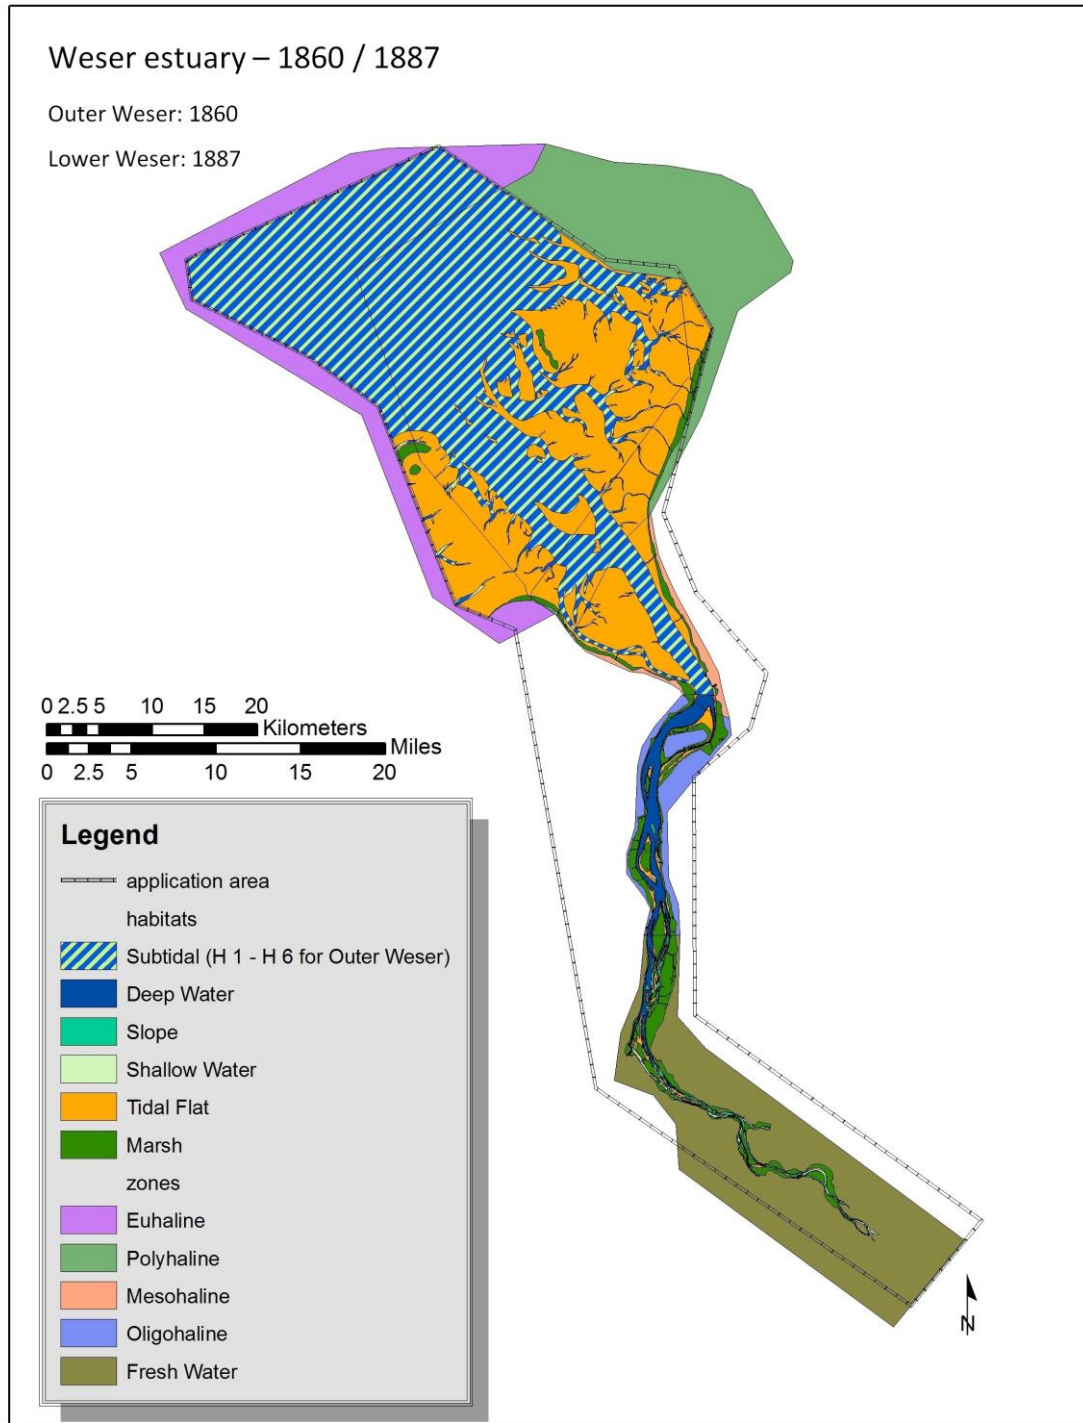 Weser estuary – 1860 / 1887
Outer Weser: 1860
Lower Weser: 1887
0 2.5 5 10 15 20
Kilometers
Miles
0 2.5 5 10 15 20
Legend
application area
habitats
Subtidal (H 1 - H 6 for Outer Weser)
Deep Water
Slope
Shallow Water
Tidal Flat
Marsh
zones
Euhaline
Polyhaline
Mesohaline
Oligohaline
Fresh Water
N